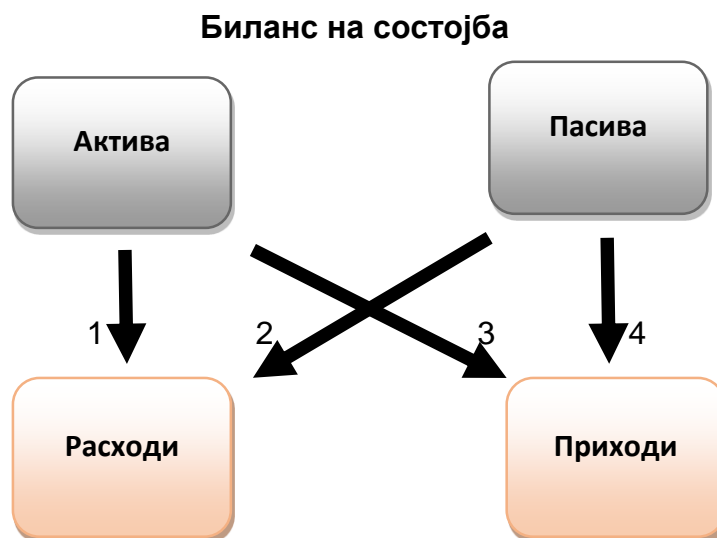 Биланс на состојба
Актива
Пасива
1
2
3
4
Расходи
Приходи